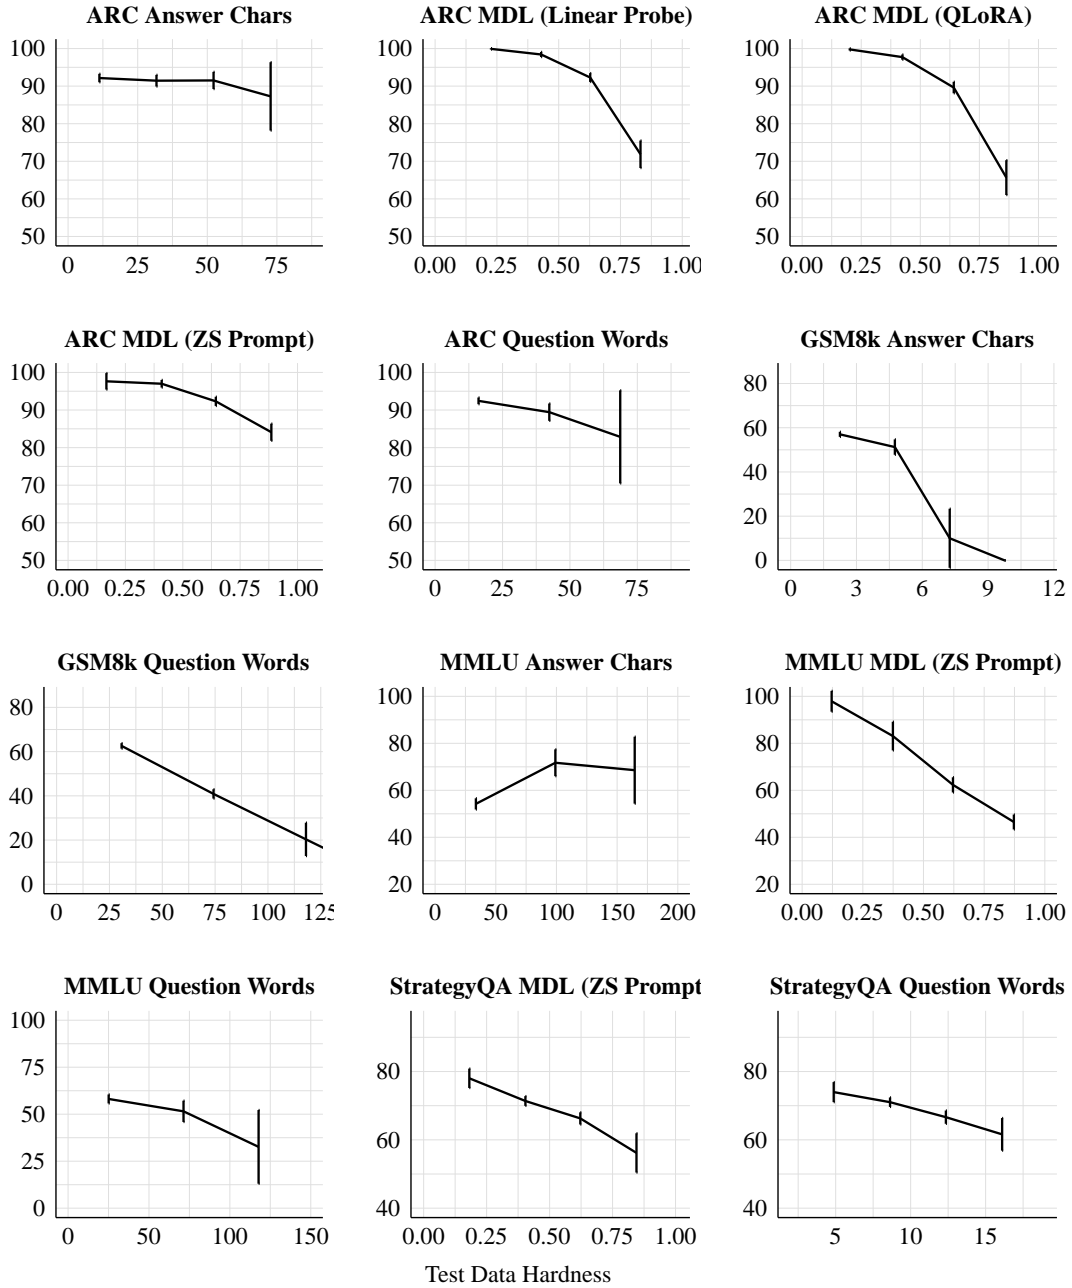 ARC Answer Chars
ARC MDL (Linear Probe)
ARC MDL (QLoRA)
100
90
80
70
60
50
0 25 50 75
100
90
80
70
60
50
0.00 0.25 0.50 0.75 1.00
100
90
80
70
60
50
0.00 0.25 0.50 0.75 1.00
ARC MDL (ZS Prompt)
ARC Question Words
GSM8k Answer Chars
100
90
80
70
60
50
0.00 0.25 0.50 0.75 1.00
100
90
80
70
60
50
0 25 50 75
80
60
40
20
0
0 3 6 9 12
GSM8k Question Words
MMLU Answer Chars
MMLU MDL (ZS Prompt)
80
60
40
20
0
0 25 50 75 100 125
100
80
60
40
20
0 50 100 150 200
100
80
60
40
20
0.00 0.25 0.50 0.75 1.00
MMLU Question Words
StrategyQA MDL (ZS Prompt
StrategyQA Question Words
100
75
50
25
0
0 50 100 150
80
60
40
0.00 0.25 0.50 0.75 1.00
80
60
40
5 10 15
Test Data Hardness